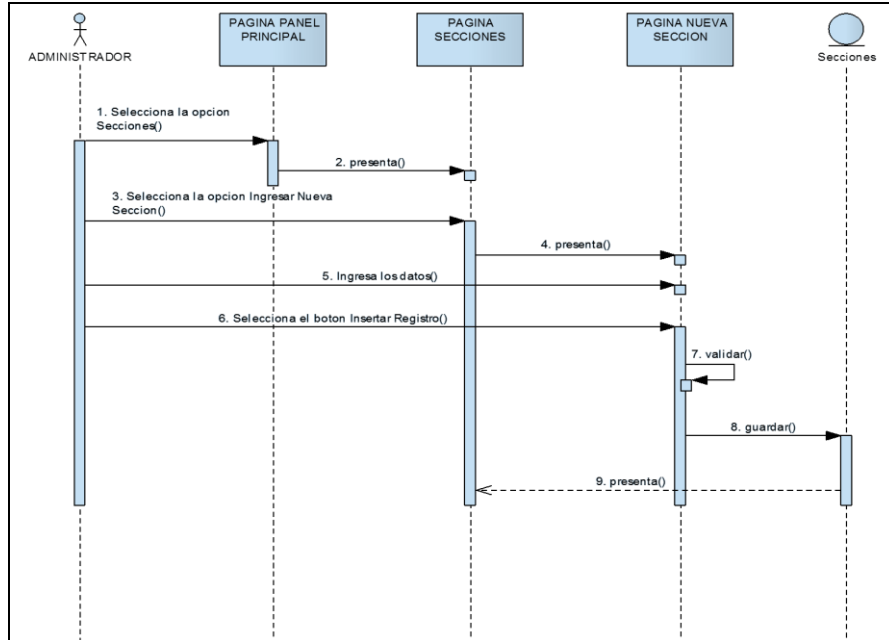 PAGINA PANEL
PRINCIPAL
PAGINA
SECCIONES
PAGINA NUEVA
SECCION
ADMINISTRADOR
Secciones
1. Selecciona la opcion
Secciones()
2. presenta()
3. Selecciona la opcion Ingresar Nueva
Seccion()
4. presenta()
5. Ingresa los datos()
6. Selecciona el boton Insertar Registro()
7. validar()
8. guardar()
9. presenta()